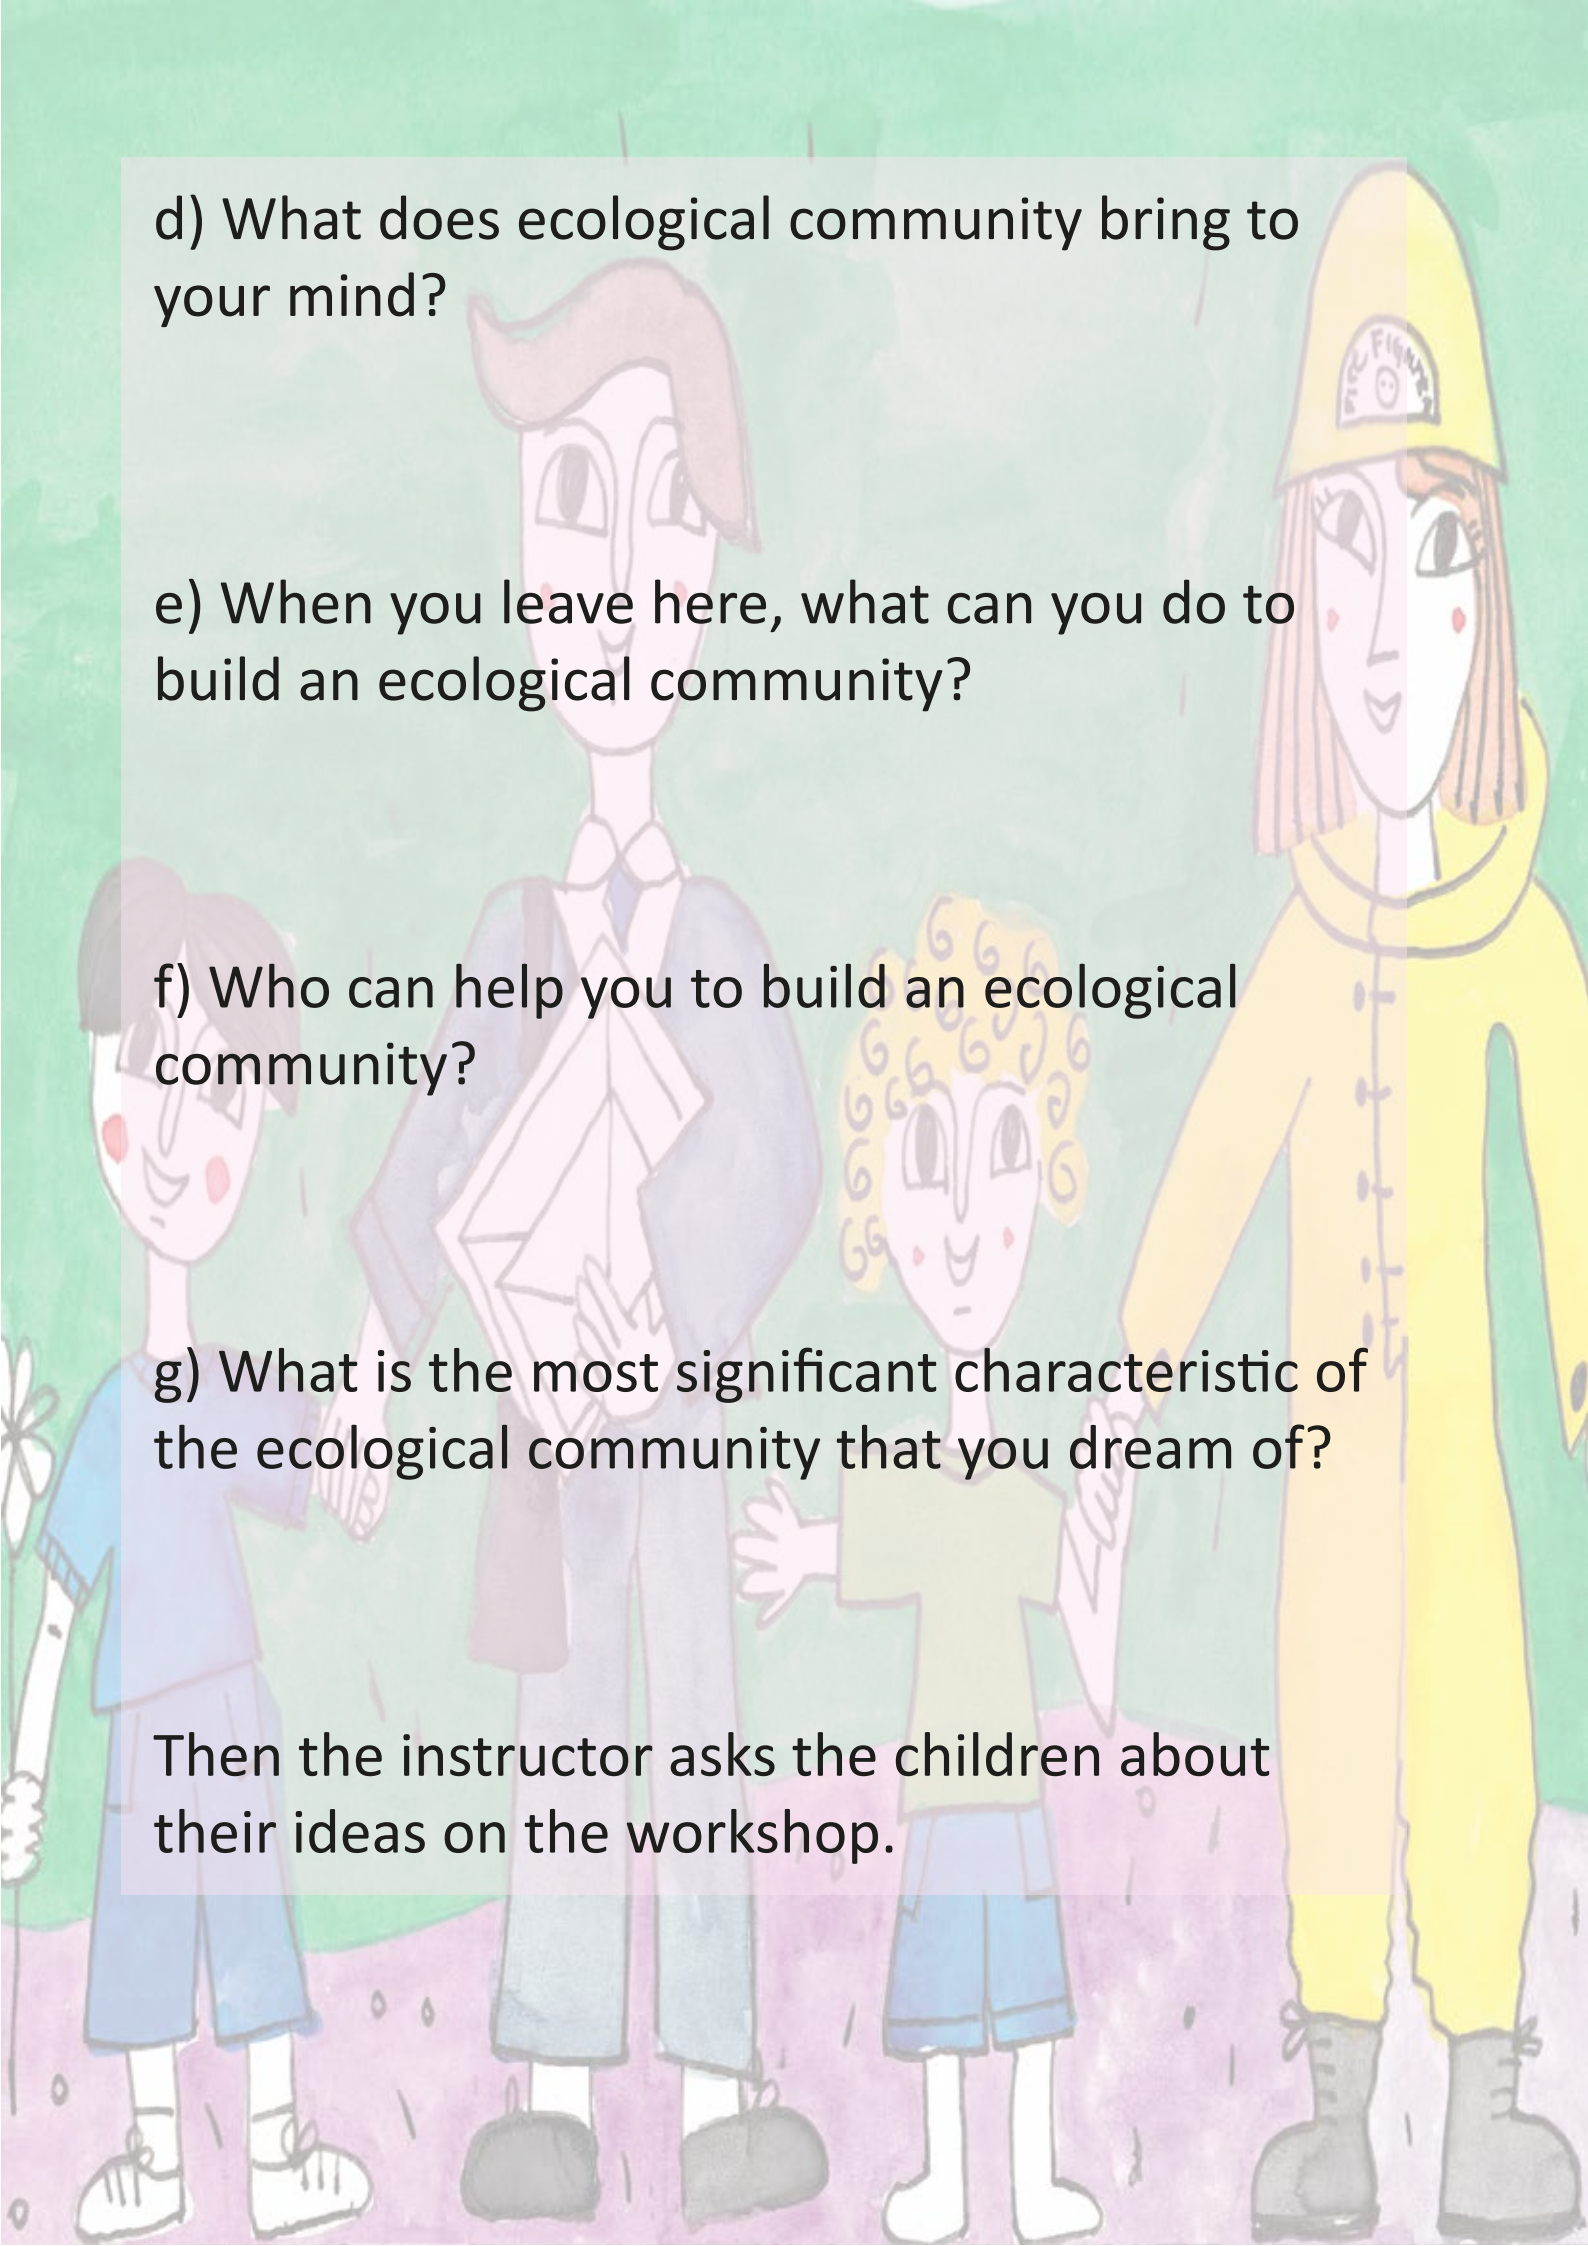 d) What does ecological community bring to
your mind?
e) When you leave here, what can you do to
build an ecological community?
f) Who can help you to build an ecological
community?
g) What is the most significant characteristic of
the ecological community that you dream of?
Then the instructor asks the children about
their ideas on the workshop.